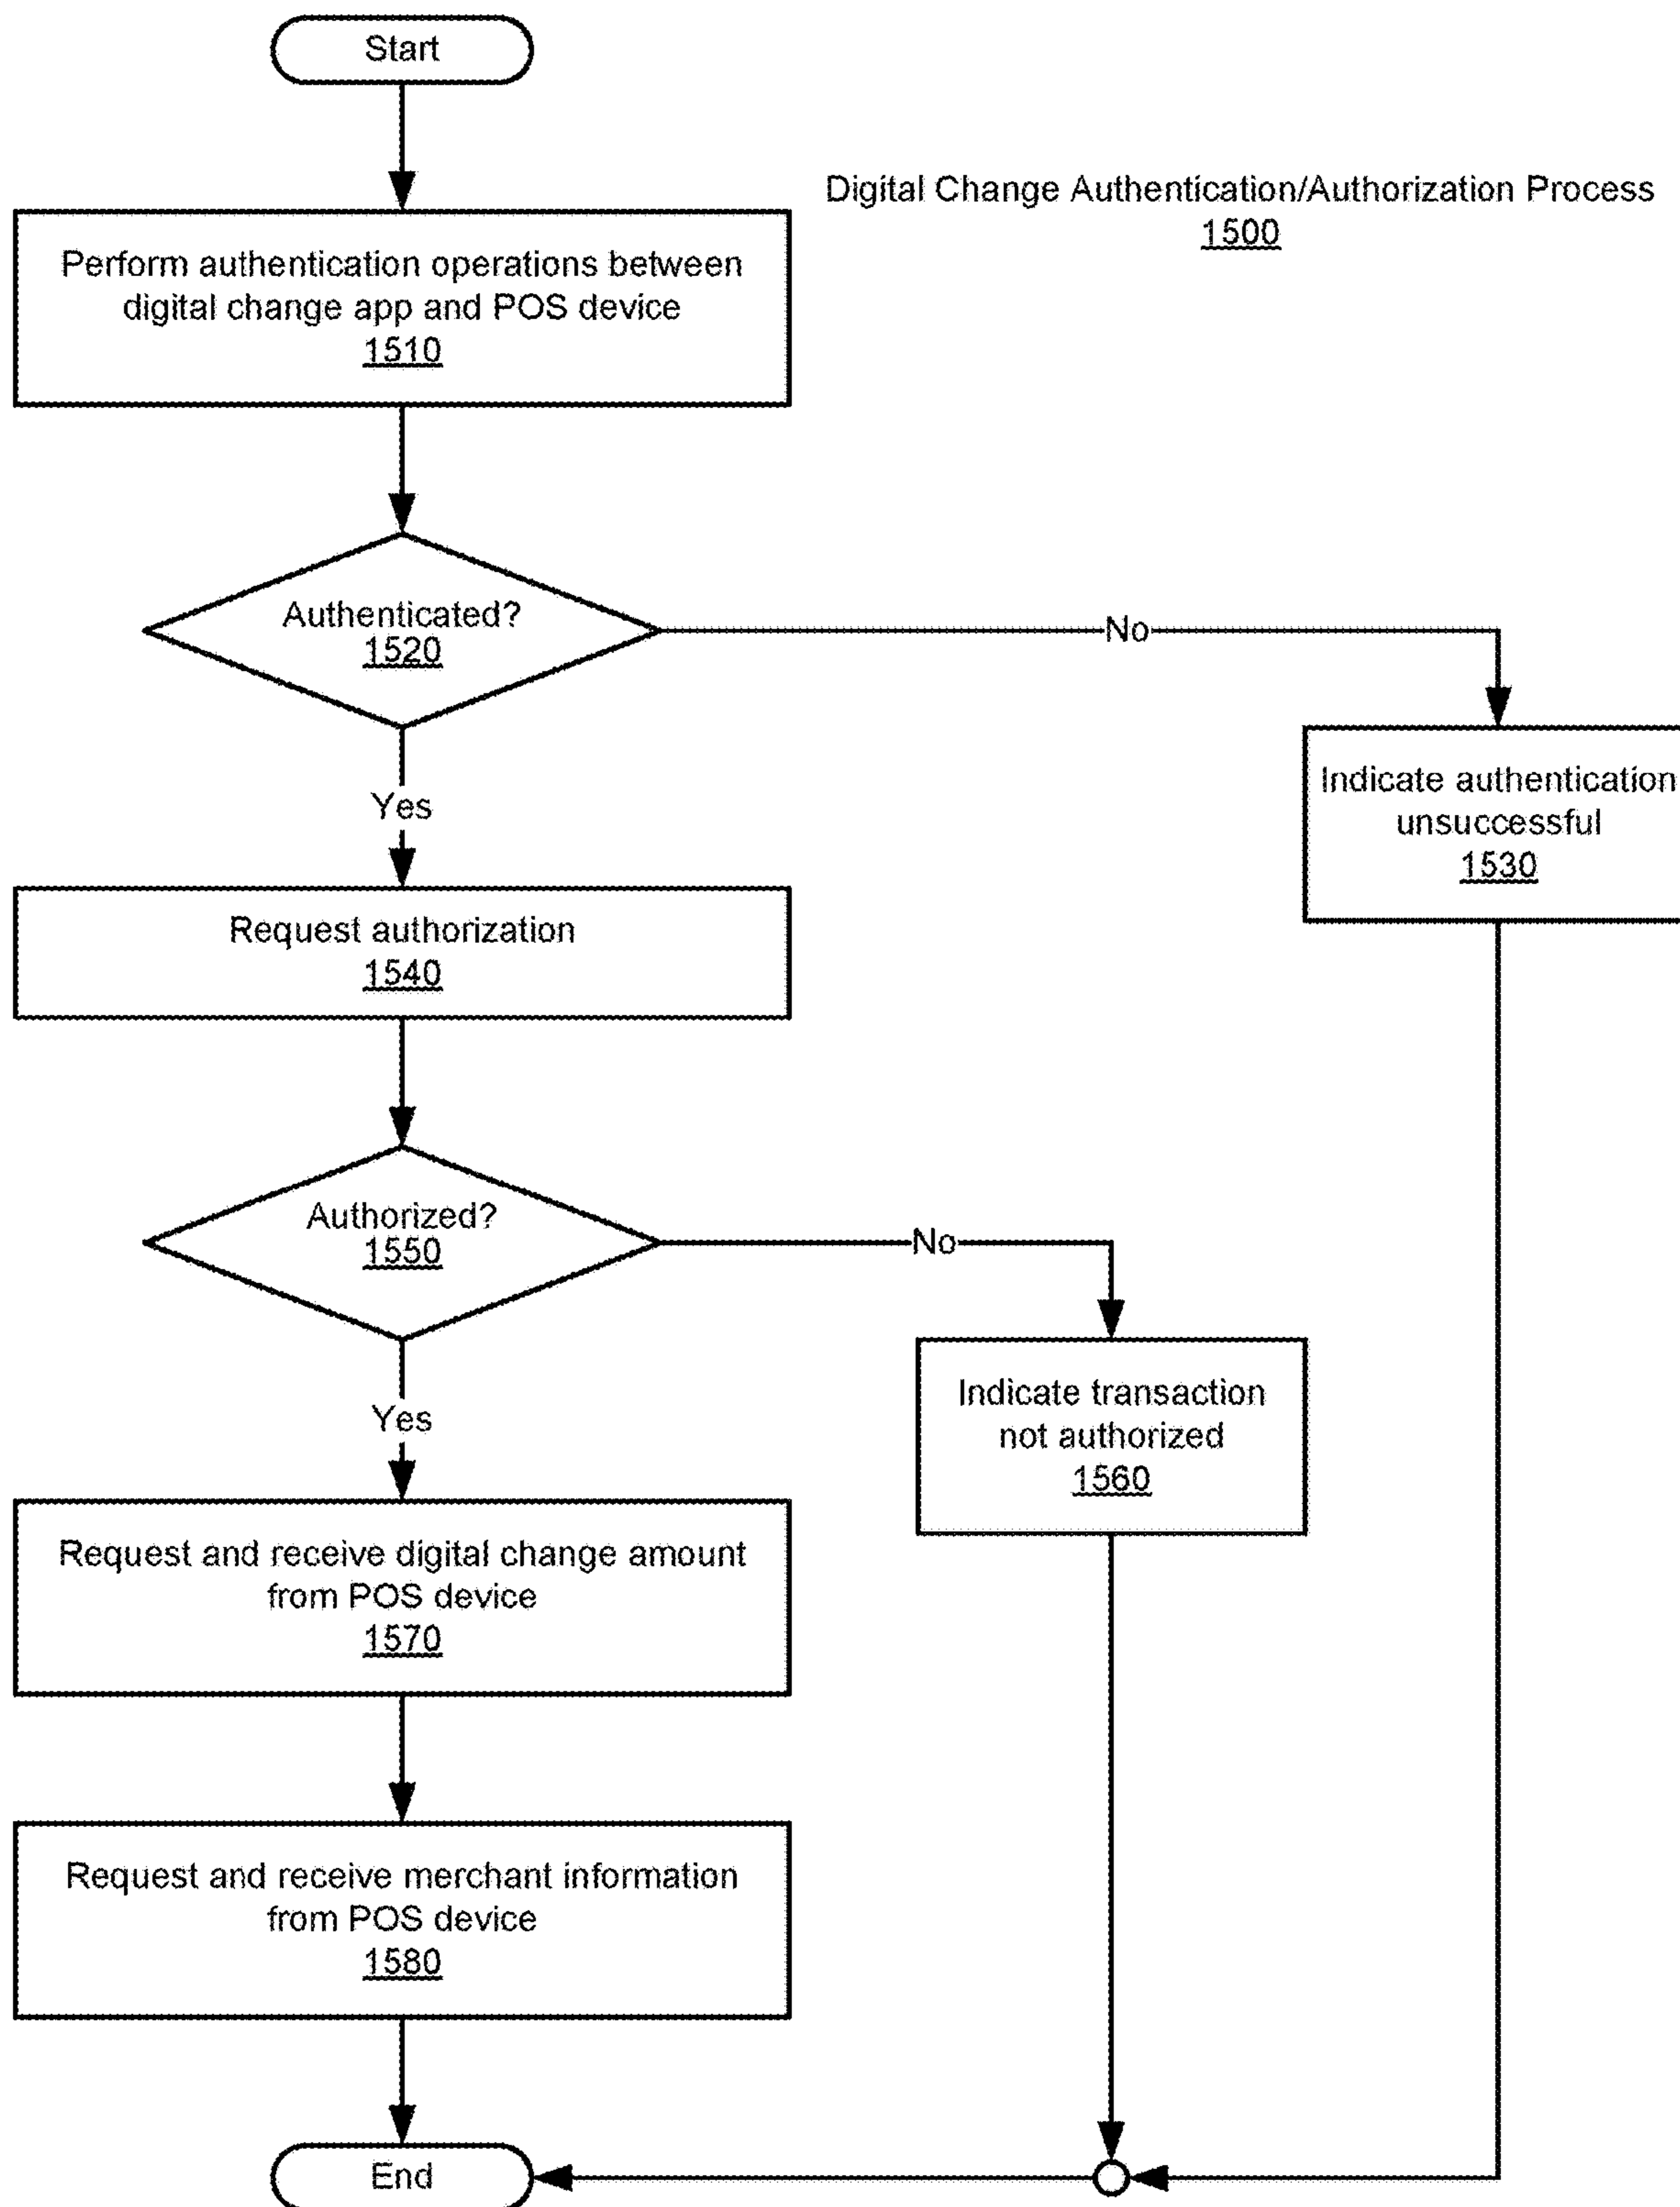 Start
Digital Change Authentication/Authorization Process
1500
Perform authentication operations between
digital change app and POS device
1510
Authenticated?
1520
No
Yes
Indicate authentication
unsuccessful
1530
Request authorization
1540
Authorized?
1550
No
Yes
Indicate transaction
not authorized
1560
Request and receive digital change amount
from POS device
1570
Request and receive merchant information
from POS device
1580
End